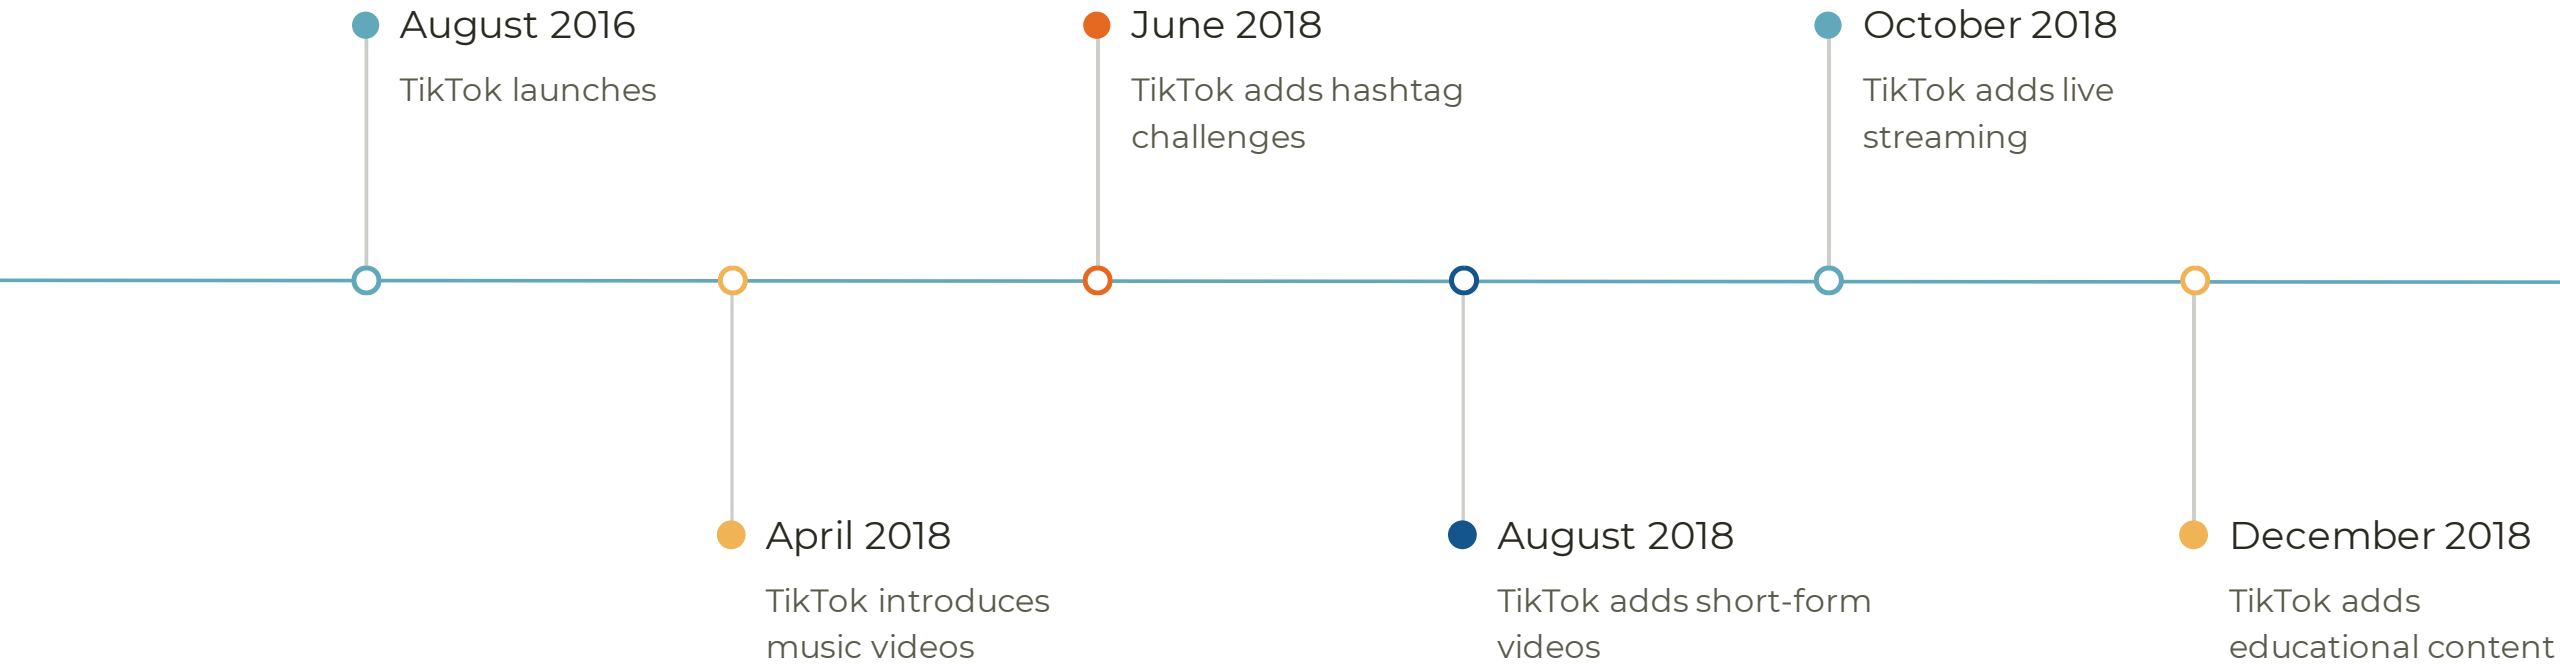 August 2016
TikTok launches
April 2018
TikTok introduces
music videos
June 2018
TikTok adds hashtag
challenges
August 2018
TikTok adds short-form
videos
October 2018
TikTok adds live
streaming
December 2018
TikTok adds
educational content